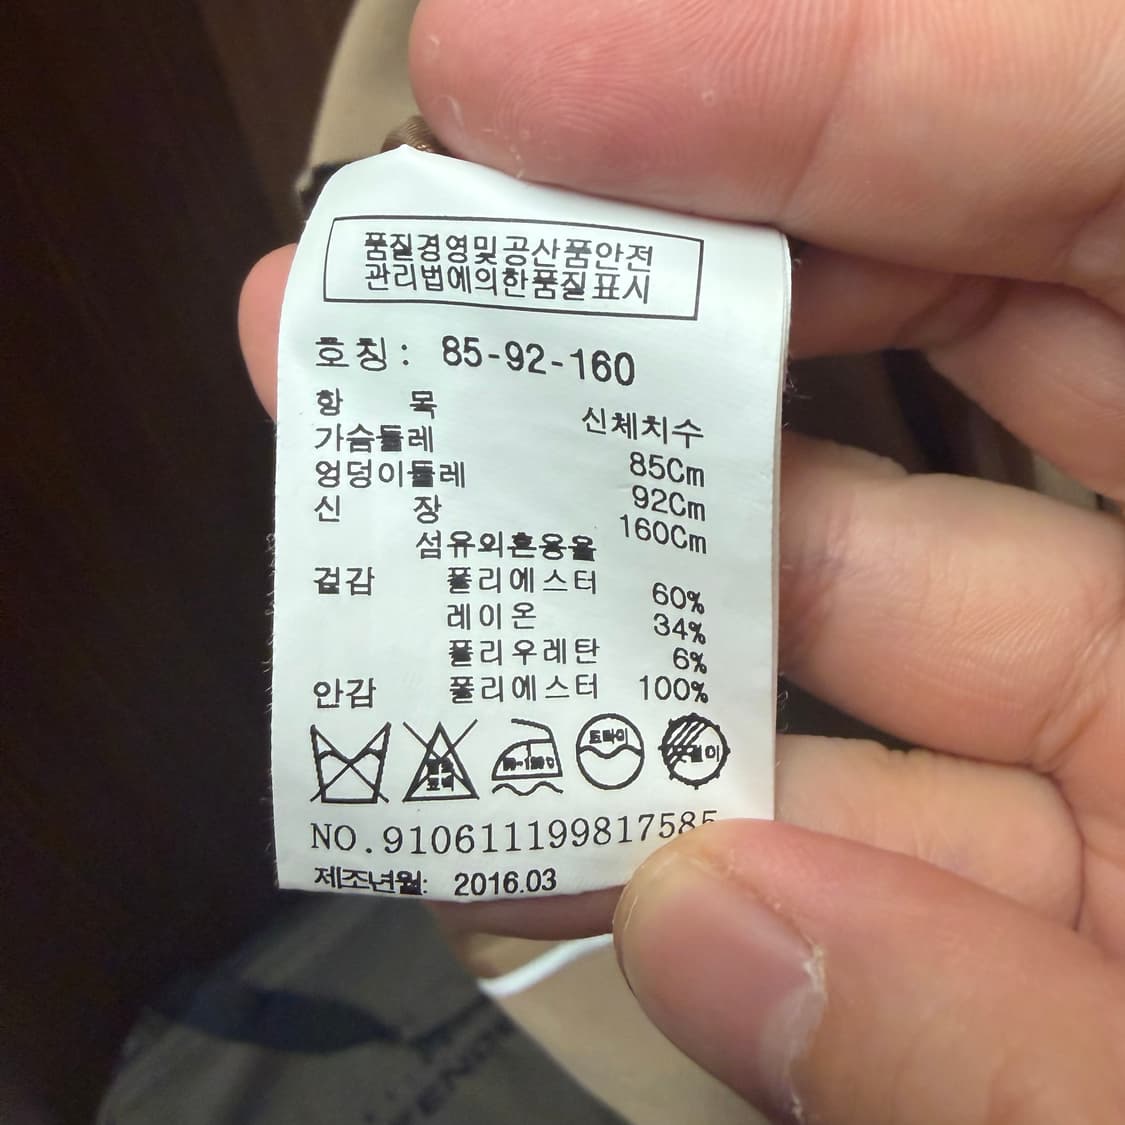 품질경영및공산품안전
관리법에의한품질표시
호칭: 85-92-160
항 목 신체치수
가슴둘레 85Cm
엉덩이둘레 92Cm
신 장 160Cm
섬유의혼용율
겉감 폴리에스터 60%
레이온 34%
폴리우레탄 6%
안감 폴리에스터 100%
드라이
NO.910611199817585
제조년월: 2016.03